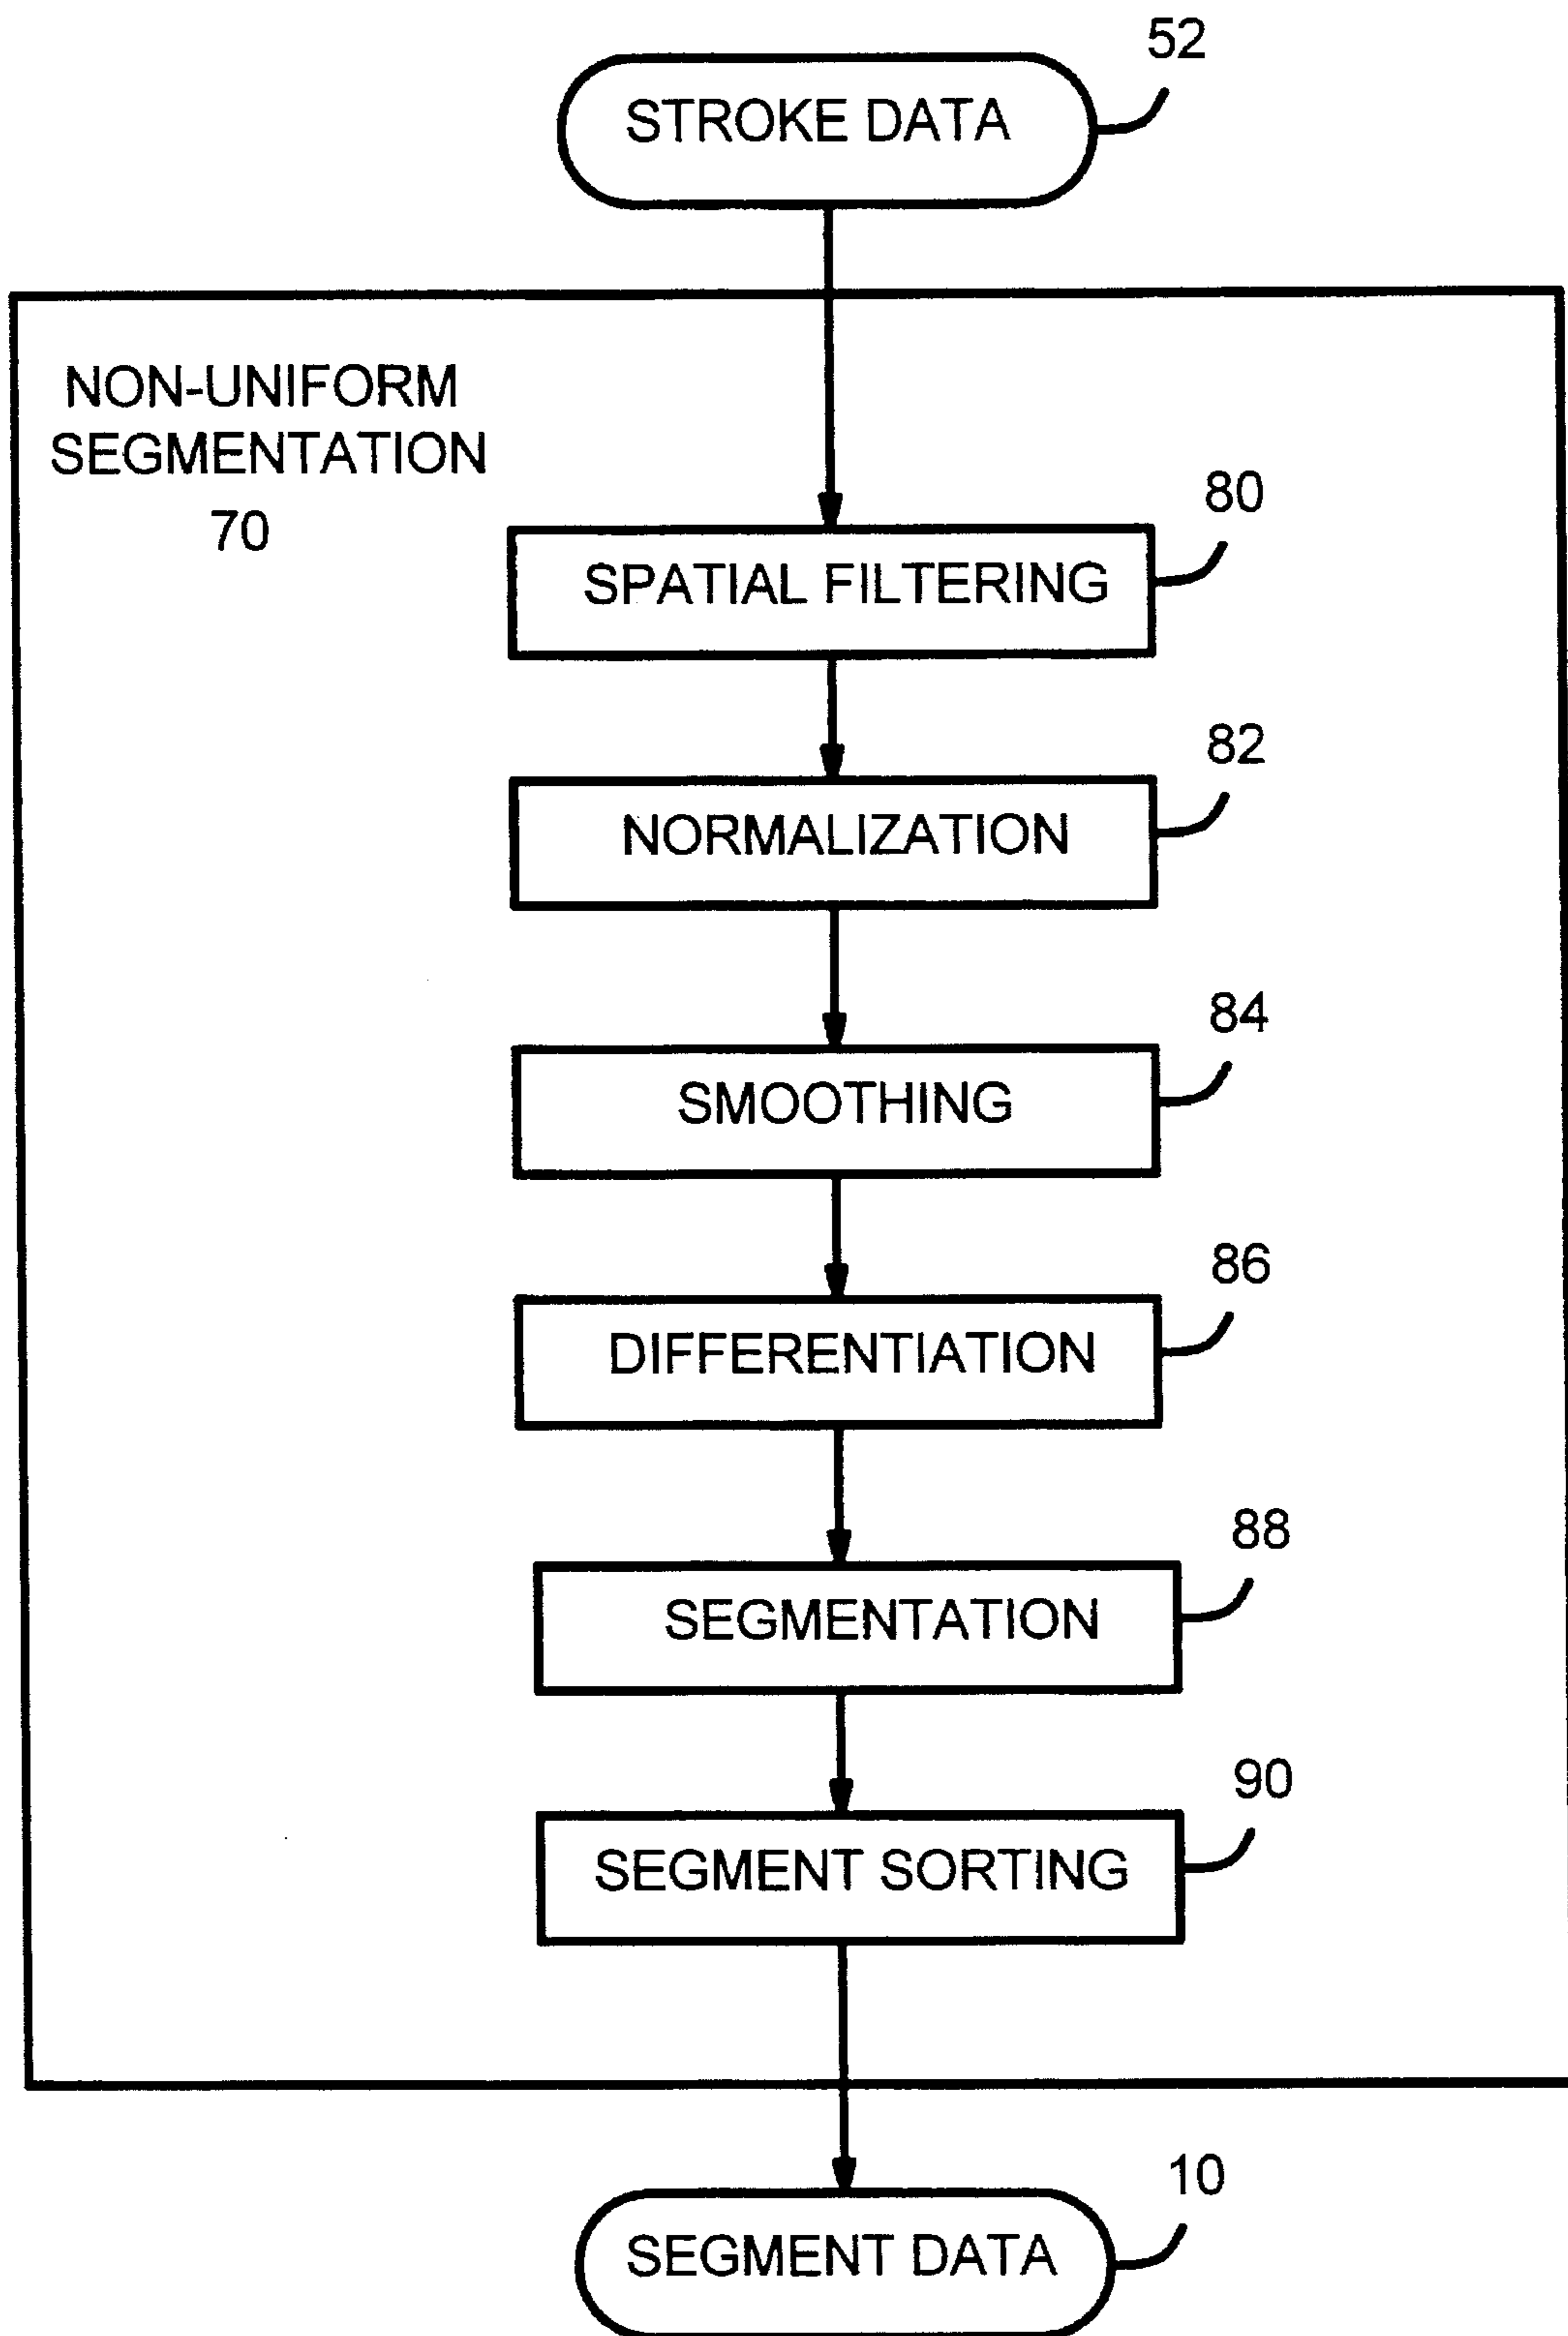 52
STROKE DATA
NON-UNIFORM
SEGMENTATION
70
80
SPATIAL FILTERING
82
NORMALIZATION
84
SMOOTHING
86
DIFFERENTIATION
88
SEGMENTATION
90
SEGMENT SORTING
10
SEGMENT DATA